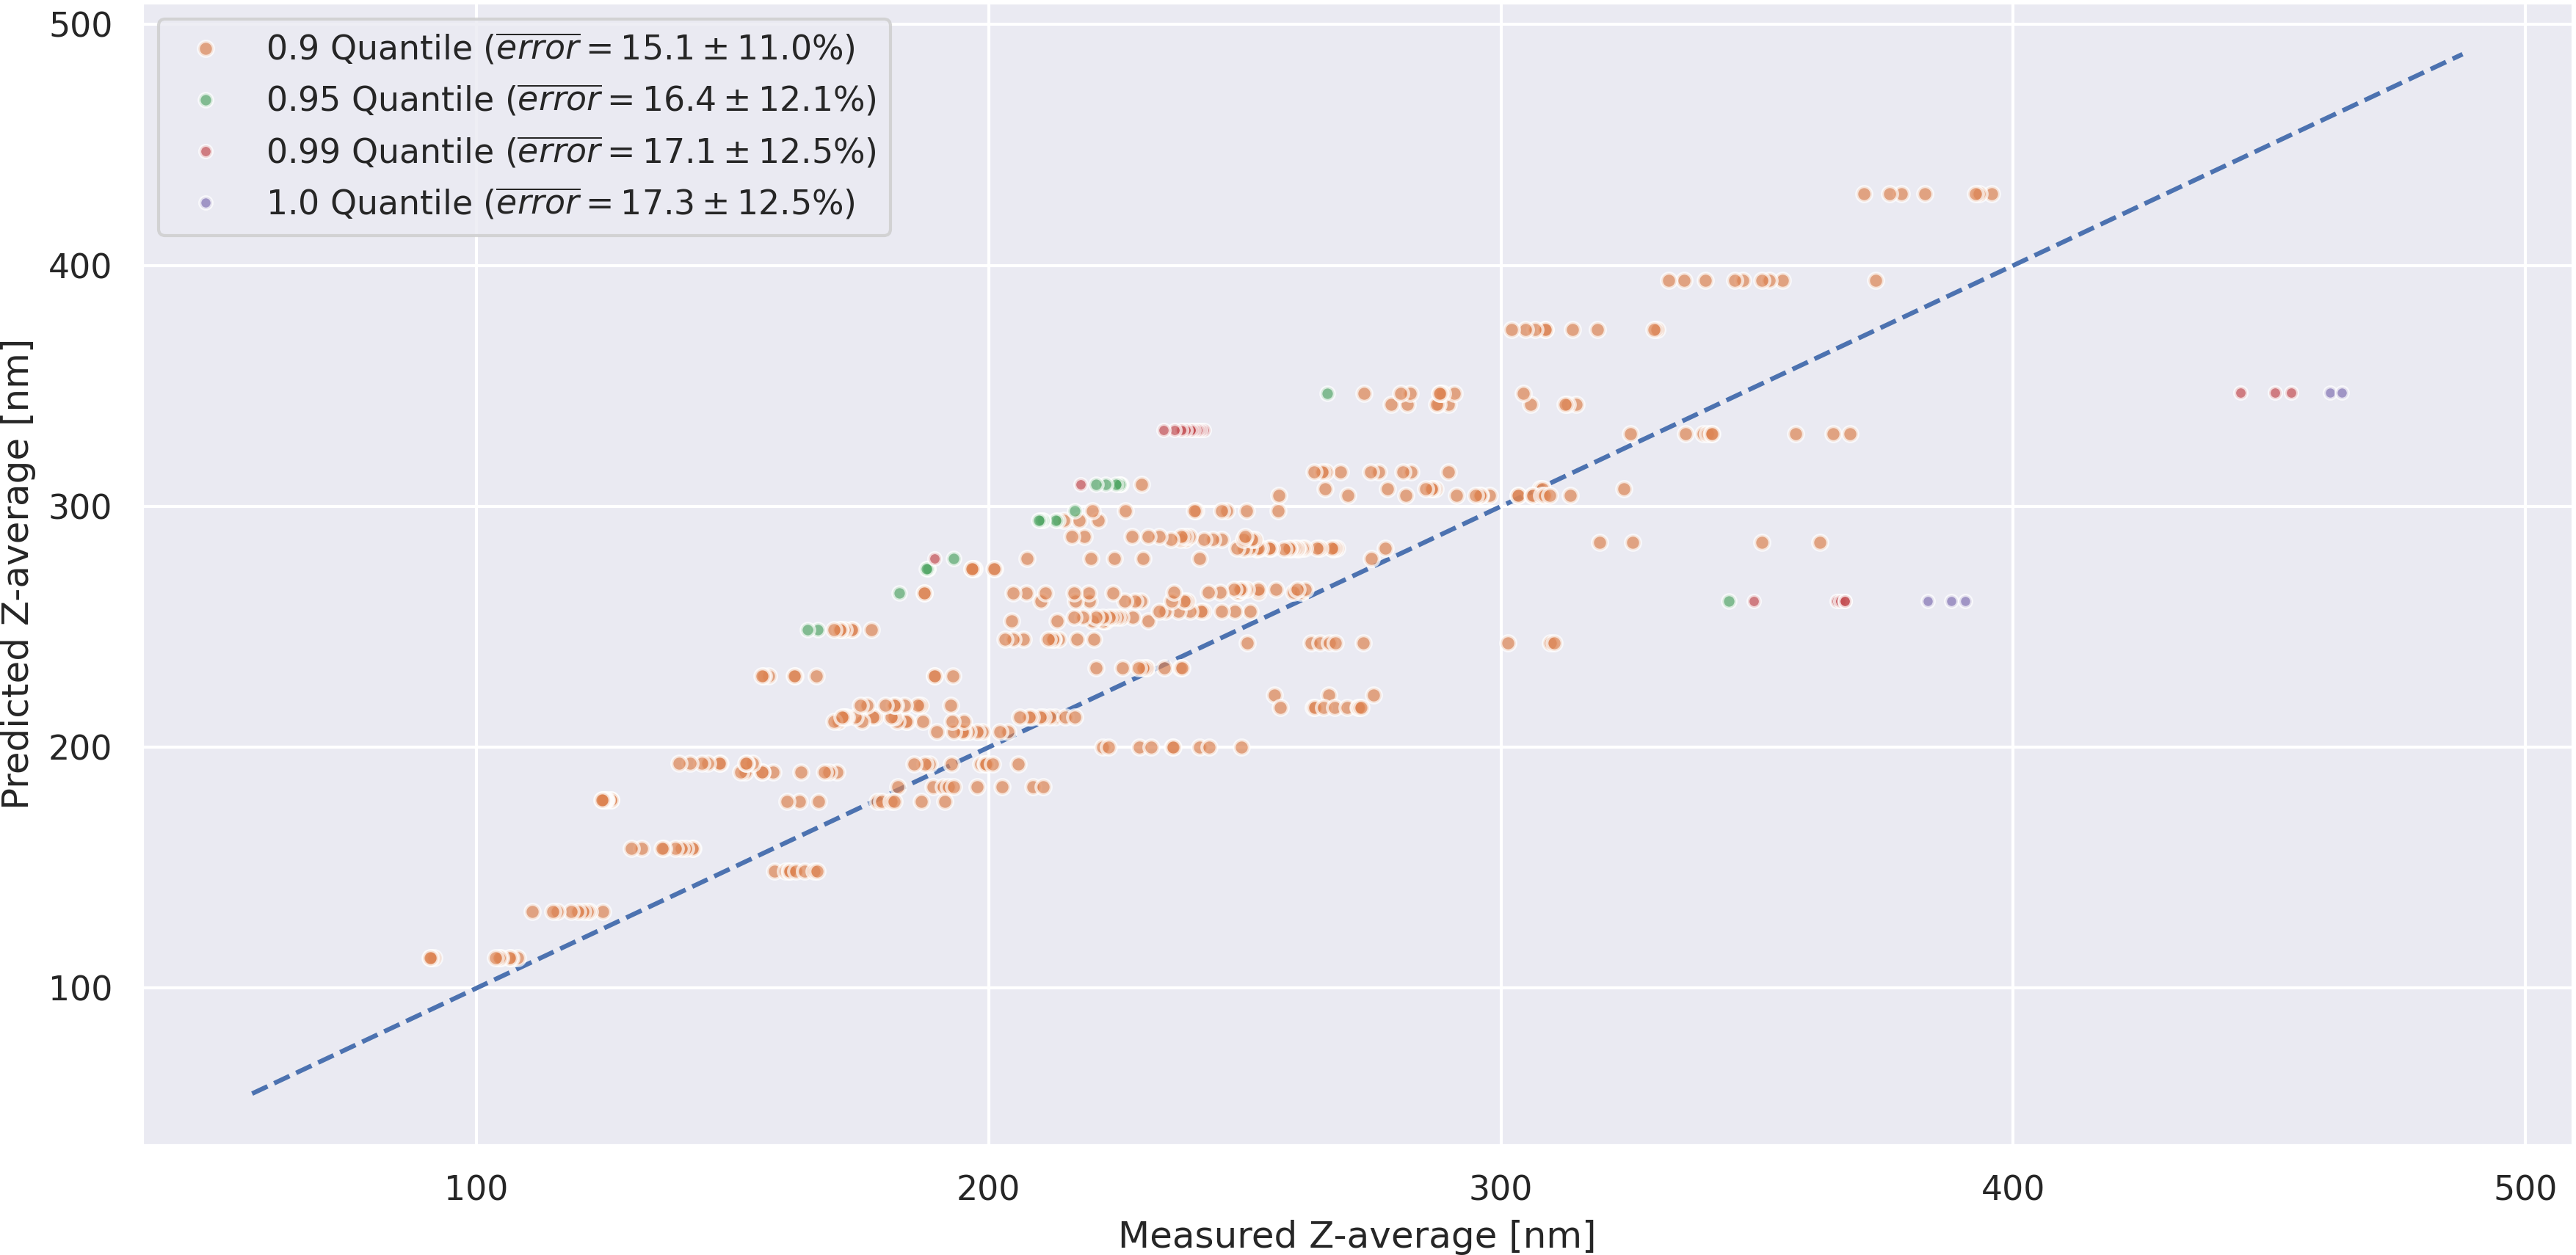 0.9 Quantile (error = 15.1 ± 11.0%)
0.95 Quantile (error = 16.4 ± 12.1%)
0.99 Quantile (error = 17.1 ± 12.5%)
1.0 Quantile (error = 17.3 ± 12.5%)
Predicted Z-average [nm]
500
400
300
200
100
100 200 300 400 500
Measured Z-average [nm]